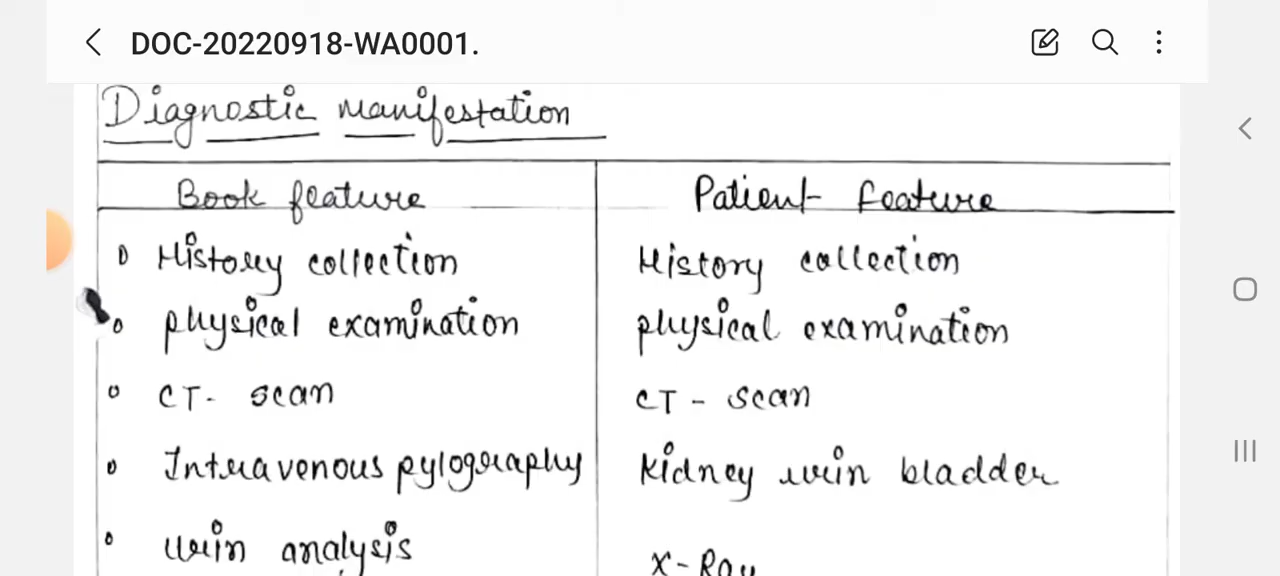 DOC-20220918-WA0001.
Diagnostic manifestation
Book feature
Patient feature
History collection
History collection
physical examination
physical examination
CT- scan
CT - scan
Intravenous pylography
Kidney urin bladder
urin analysis
X-Ray